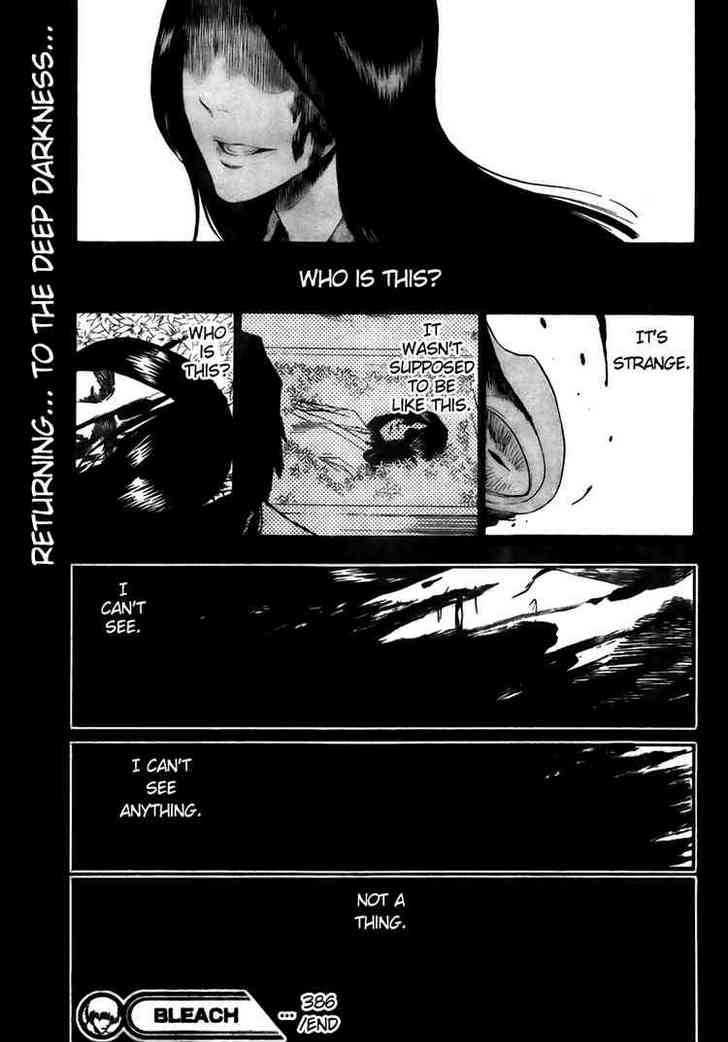 RETURNING... TO THE DEEP DARKNESS...
WHO IS THIS?
IT'S
STRANGE.
IT
WASN'T
SUPPOSED
TO BE
LIKE THIS.
WHO
IS
THIS?
I
CAN'T
SEE.
I CAN'T
SEE
ANYTHING.
NOT A
THING.
BLEACH ... 386
/END